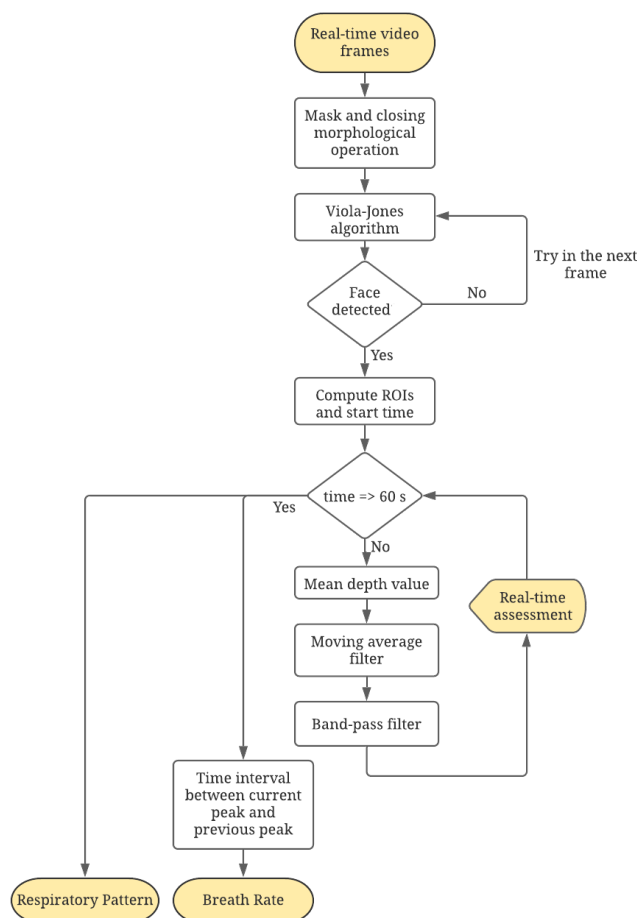 Real-time video
frames
Mask and closing
morphological
operation
Viola-Jones
algorithm
Try in the next
frame
Face
detected
No
Yes
Compute ROIs
and start time
time => 60 s
Yes
No
Mean depth value
Real-time
assessment
Moving average
filter
Band-pass filter
Time interval
between current
peak and
previous peak
Respiratory Pattern
Breath Rate